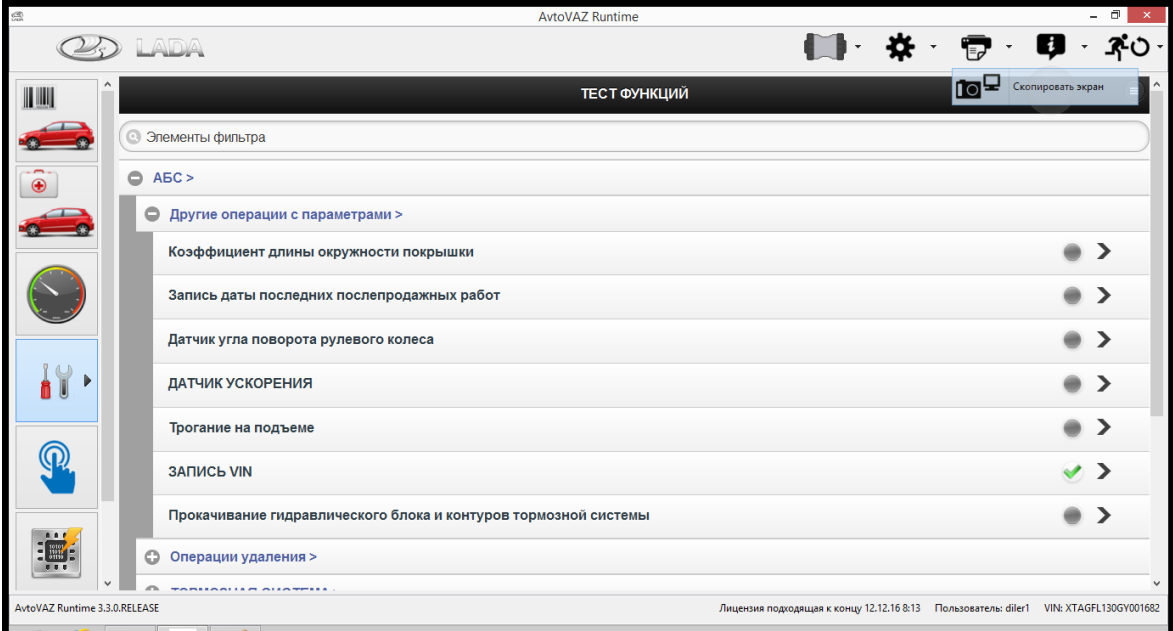 AvtoVAZ Runtime
LADA
ТЕСТ ФУНКЦИЙ
Скопировать экран
Элементы фильтра
АБС >
Другие операции с параметрами >
Коэффициент длины окружности покрышки
Запись даты последних послепродажных работ
Датчик угла поворота рулевого колеса
ДАТЧИК УСКОРЕНИЯ
Трогание на подъеме
ЗАПИСЬ VIN
Прокачивание гидравлического блока и контуров тормозной системы
Операции удаления >
ТОРМОЗНАЯ СИСТЕМА >
AvtoVAZ Runtime 3.3.0.RELEASE
Лицензия подходящая к концу 12.12.16 8:13 Пользователь: diler1 VIN: XTAGFL130GY001682